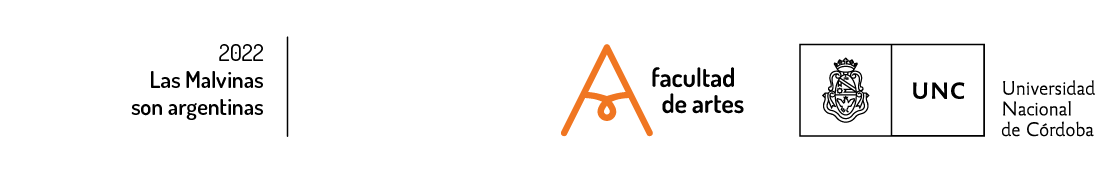 2022
Las Malvinas
son argentinas
facultad
de artes
UNC
Universidad
Nacional
de Córdoba